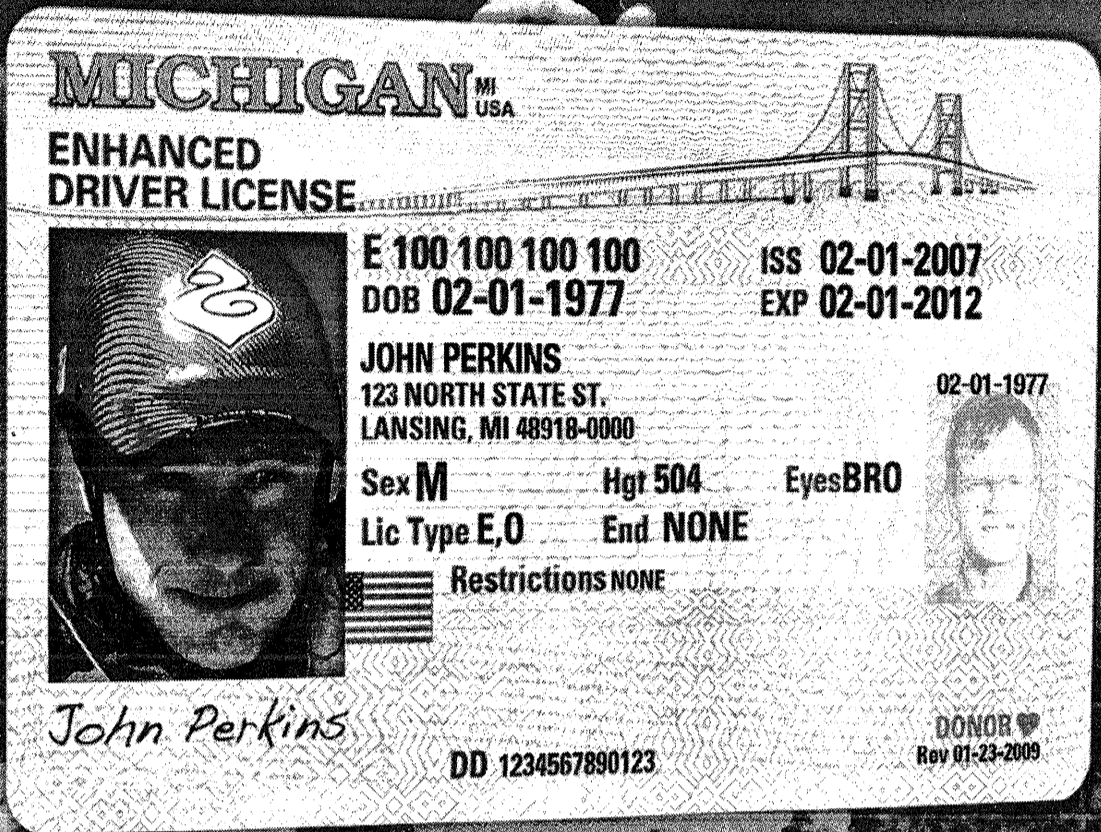 MICHIGAN MI USA
ENHANCED
DRIVER LICENSE
E 100 100 100 100 ISS 02-01-2007
DOB 02-01-1977 EXP 02-01-2012
JOHN PERKINS
123 NORTH STATE ST.
LANSING, MI 48918-0000
02-01-1977
Sex M Hgt 504 Eyes BRO
Lic Type E,O End NONE
Restrictions NONE
John Perkins
DONOR
Rev 01-23-2009
DD 1234567890123